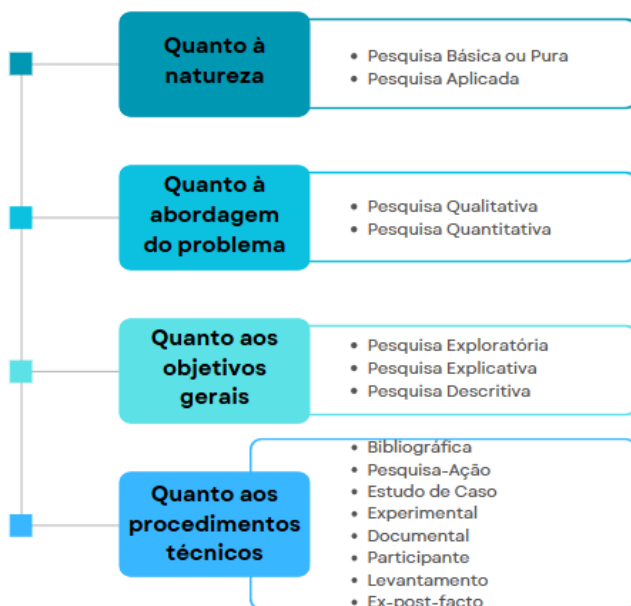 Quanto à
natureza
• Pesquisa Básica ou Pura
• Pesquisa Aplicada
Quanto à
abordagem
do problema
• Pesquisa Qualitativa
• Pesquisa Quantitativa
Quanto aos
objetivos
gerais
• Pesquisa Exploratória
• Pesquisa Explicativa
• Pesquisa Descritiva
Quanto aos
procedimentos
técnicos
• Bibliográfica
• Pesquisa-Ação
• Estudo de Caso
• Experimental
• Documental
• Participante
• Levantamento
• Ex-post-facto